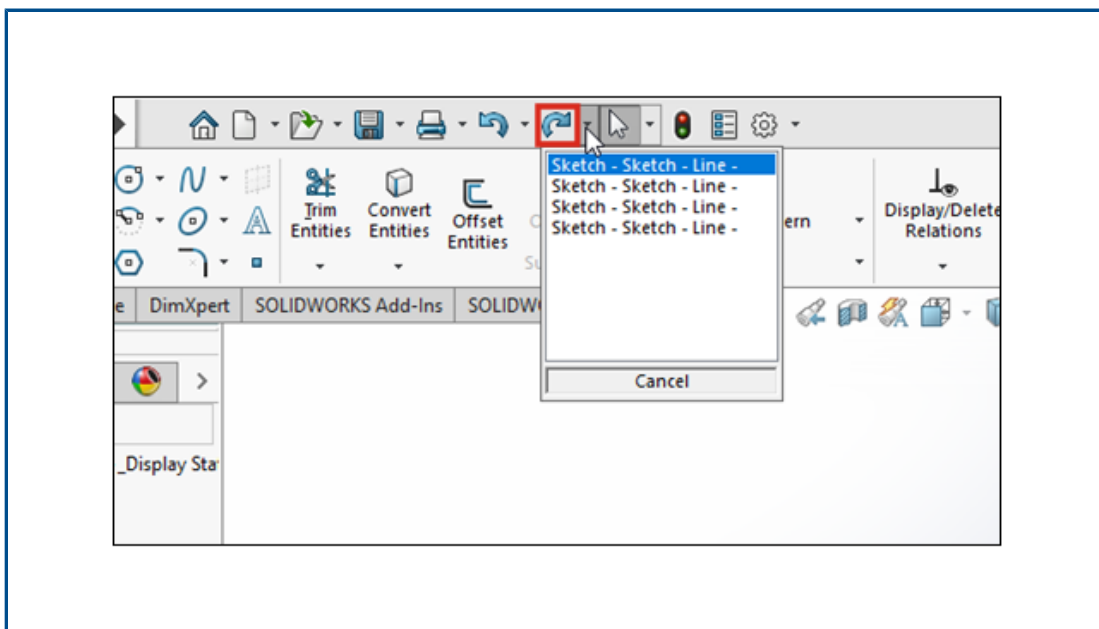 Sketch - Sketch - Line -
Sketch - Sketch - Line -
Sketch - Sketch - Line -
Sketch - Sketch - Line -
Cancel
Trim
Entities
Convert
Entities
Offset
Entities
ern
Display/Delete
Relations
e
DimXpert
SOLIDWORKS Add-Ins
SOLIDW
_Display Sta